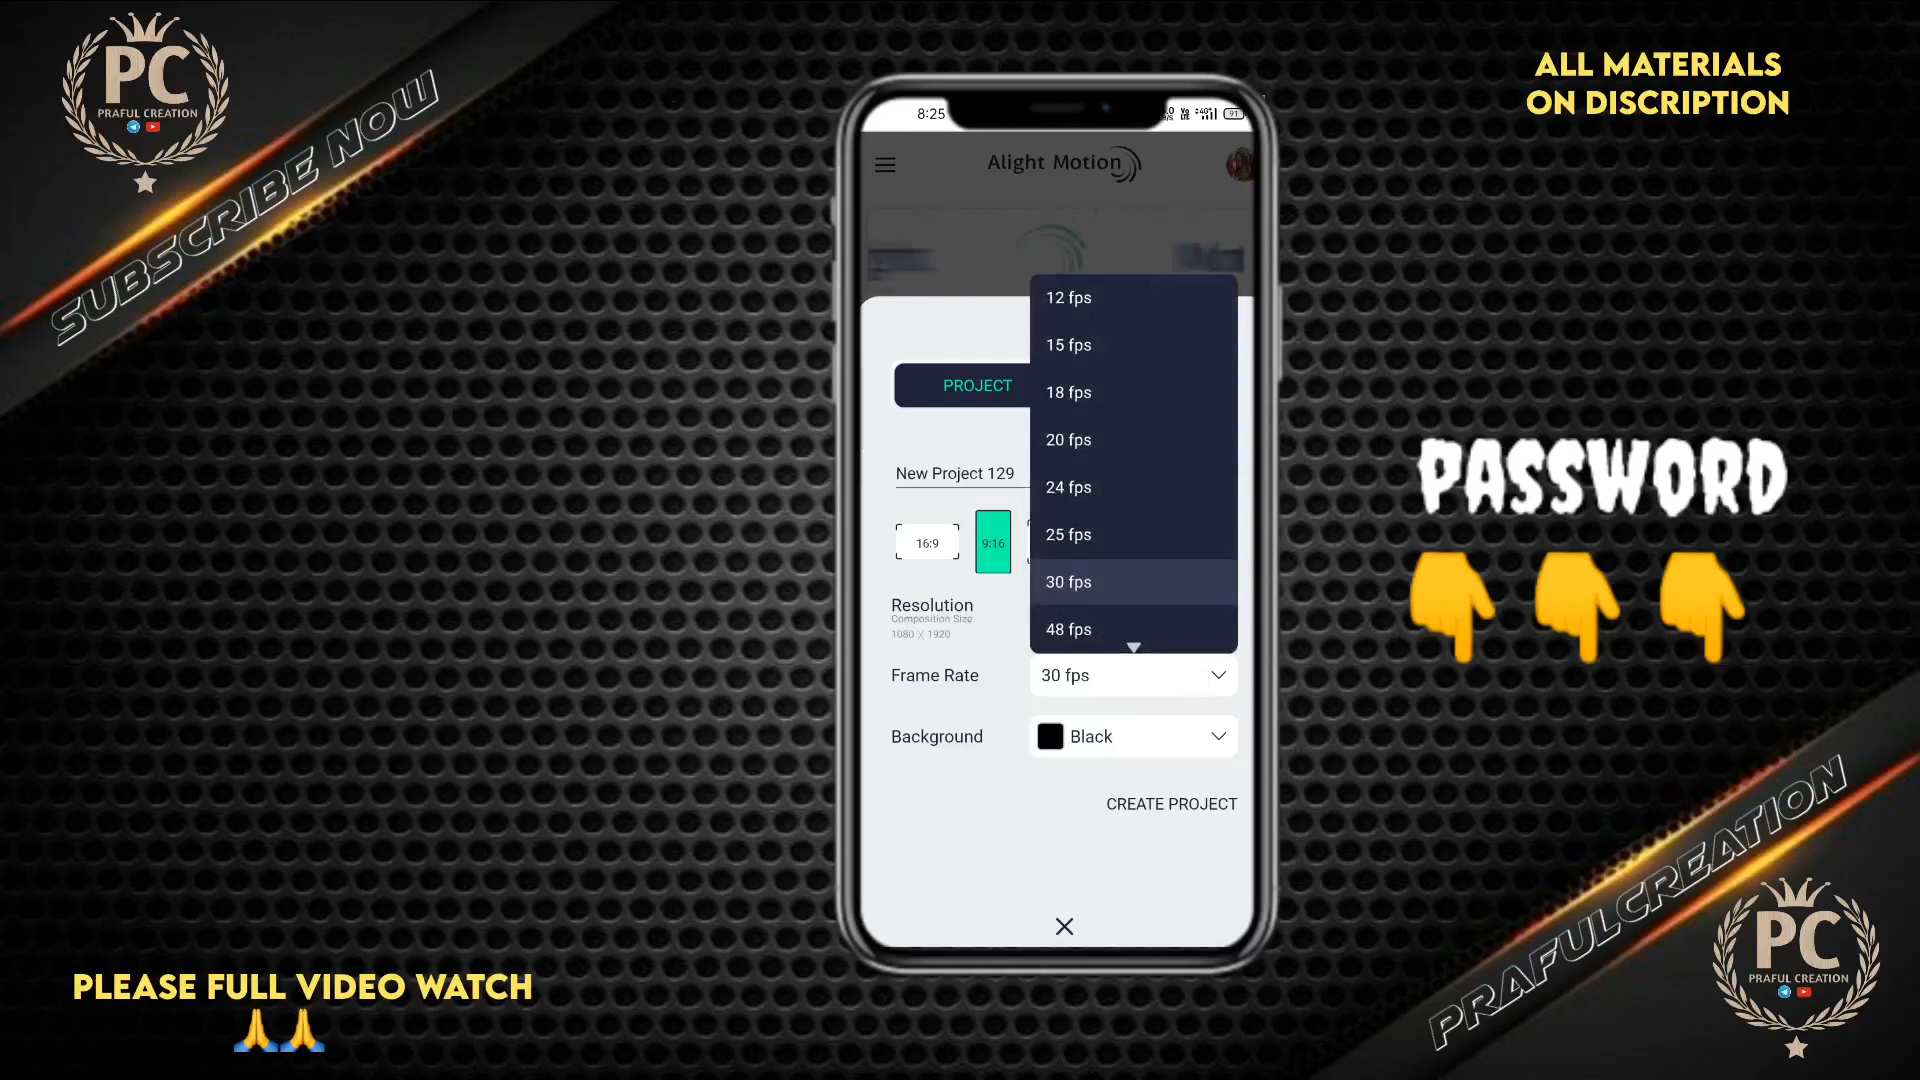 PC
PRAFUL CREATION
SUBSCRIBE NOW
ALL MATERIALS
ON DISCRIPTION
8:25
91
Alight Motion
12 fps
15 fps
18 fps
20 fps
24 fps
25 fps
30 fps
48 fps
PROJECT
New Project 129
16:9
9:16
Resolution
Composition Size
1080 X 1920
Frame Rate
30 fps
Background
Black
CREATE PROJECT
PASSWORD
PRAFUL CREATION
PC
PRAFUL CREATION
PLEASE FULL VIDEO WATCH